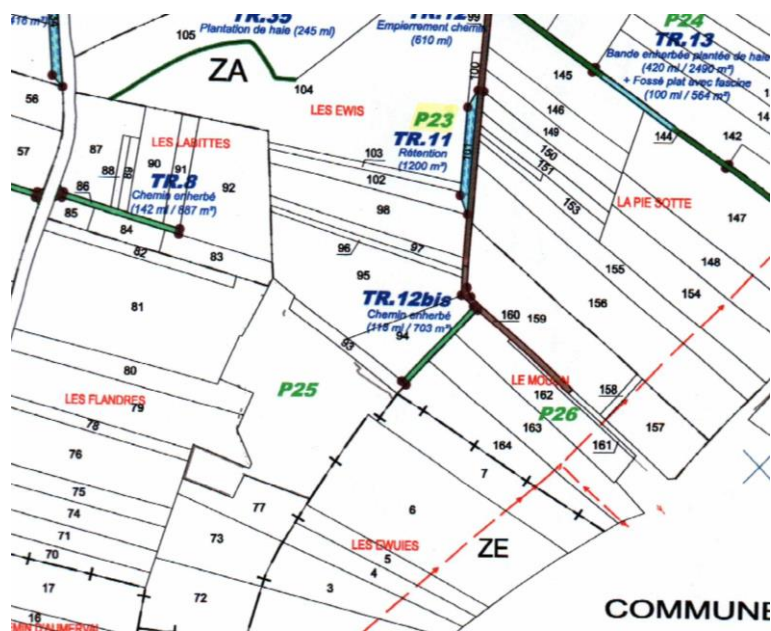 TR.35
Plantation de haie (245 ml)
TR.12
Empierrement chemin
(610 ml)
99
P24
TR.13
Bande enherbée plantée de haie
(420 ml / 2490 m²)
+ Fossé plat avec fascine
(100 ml / 564 m²)
105
ZA
104
100
145
LES EWIS
P23
TR.11
Rétention
(1200 m²)
146
149
150
151
144
142
56
57
87
88
89
90
91
92
LES LABITTES
103
102
98
153
LA PIE SOTTE
147
TR.8
Chemin enherbé
(142 ml / 887 m²)
86
85
84
82
83
96
97
95
155
148
154
156
81
TR.12bis
Chemin enherbé
(118 ml / 703 m²)
160
159
93
94
80
79
LES FLANDRES
78
P25
LE MOULIN
162
P26
158
157
163
161
164
7
76
75
74
71
70
77
73
6
LES EWUIES
ZE
5
4
3
17
72
16
COMMUNE